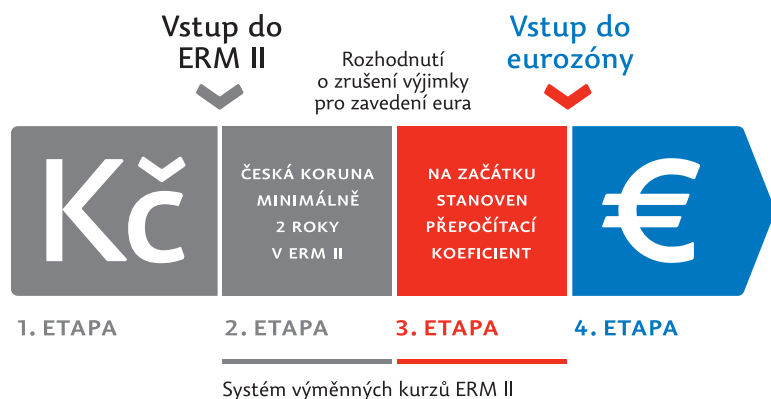 Vstup do
ERM II
Rozhodnutí
o zrušení výjimky
pro zavedení eura
Vstup do
eurozóny
Kč
ČESKÁ KORUNA
MINIMÁLNĚ
2 ROKY
V ERM II
NA ZAČÁTKU
STANOVEN
PŘEPOČÍTACÍ
KOEFICIENT
€
1. ETAPA
2. ETAPA
3. ETAPA
4. ETAPA
Systém výměnných kurzů ERM II